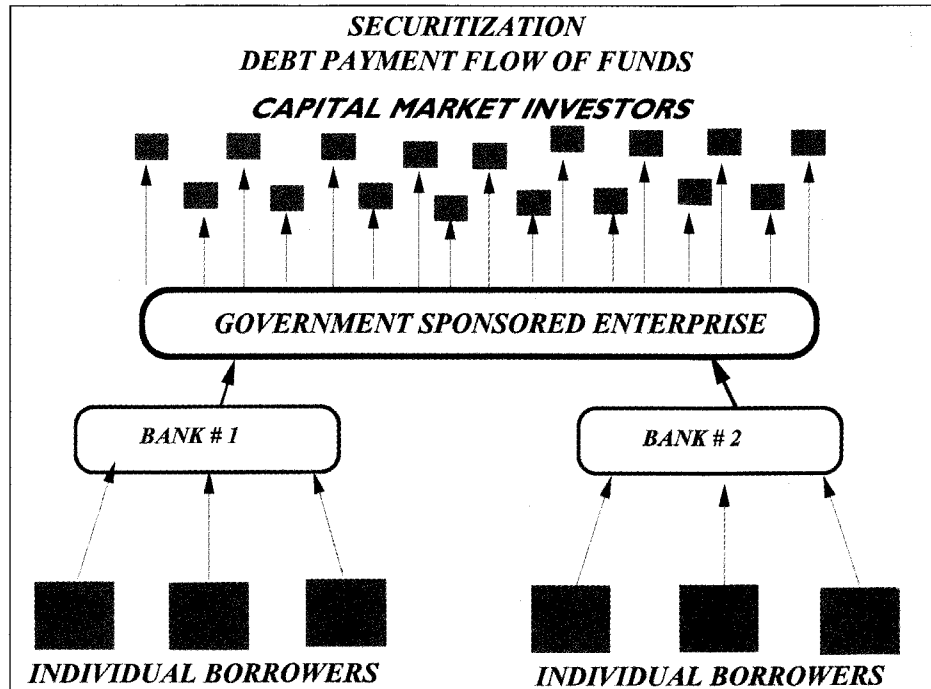 SECURITIZATION
DEBT PAYMENT FLOW OF FUNDS
CAPITAL MARKET INVESTORS
GOVERNMENT SPONSORED ENTERPRISE
BANK # 1
BANK # 2
INDIVIDUAL BORROWERS
INDIVIDUAL BORROWERS